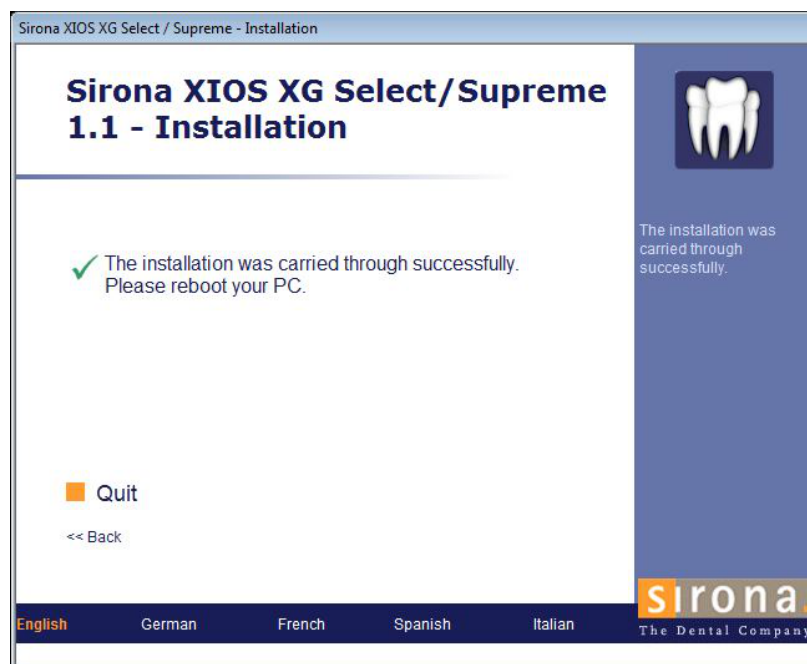 Sirona XIOS XG Select / Supreme - Installation
Sirona XIOS XG Select/Supreme
1.1 - Installation
The installation was carried through successfully.
Please reboot your PC.
The installation was
carried through
successfully.
Quit
<< Back
English German French Spanish Italian
sirona.
The Dental Company